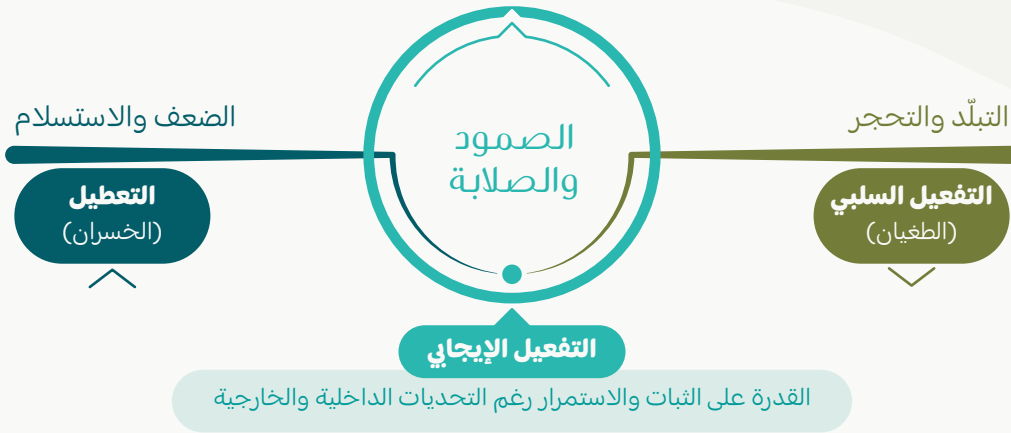 الصمود
والصلابة
التبلّد والتحجر
التفعيل السلبي
(الطغيان)
الضعف والاستسلام
التعطيل
(الخسران)
التفعيل الإيجابي
القدرة على الثبات والاستمرار رغم التحديات الداخلية والخارجية